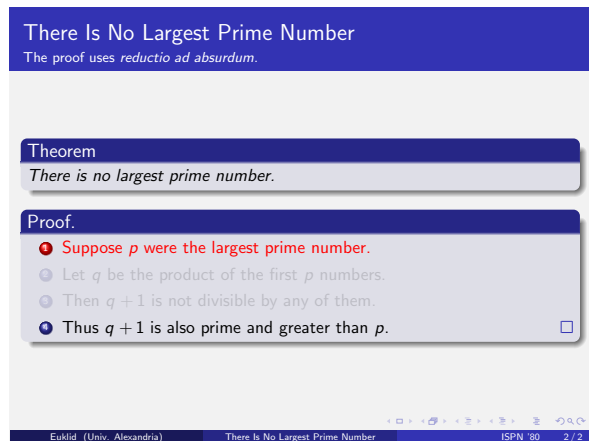 There Is No Largest Prime Number
The proof uses reductio ad absurdum.
Theorem
There is no largest prime number.
Proof.
1 Suppose p were the largest prime number.
2 Let q be the product of the first p numbers.
3 Then q + 1 is not divisible by any of them.
4 Thus q + 1 is also prime and greater than p. □
Euklid (Univ. Alexandria) There Is No Largest Prime Number ISPN '80 2 / 2